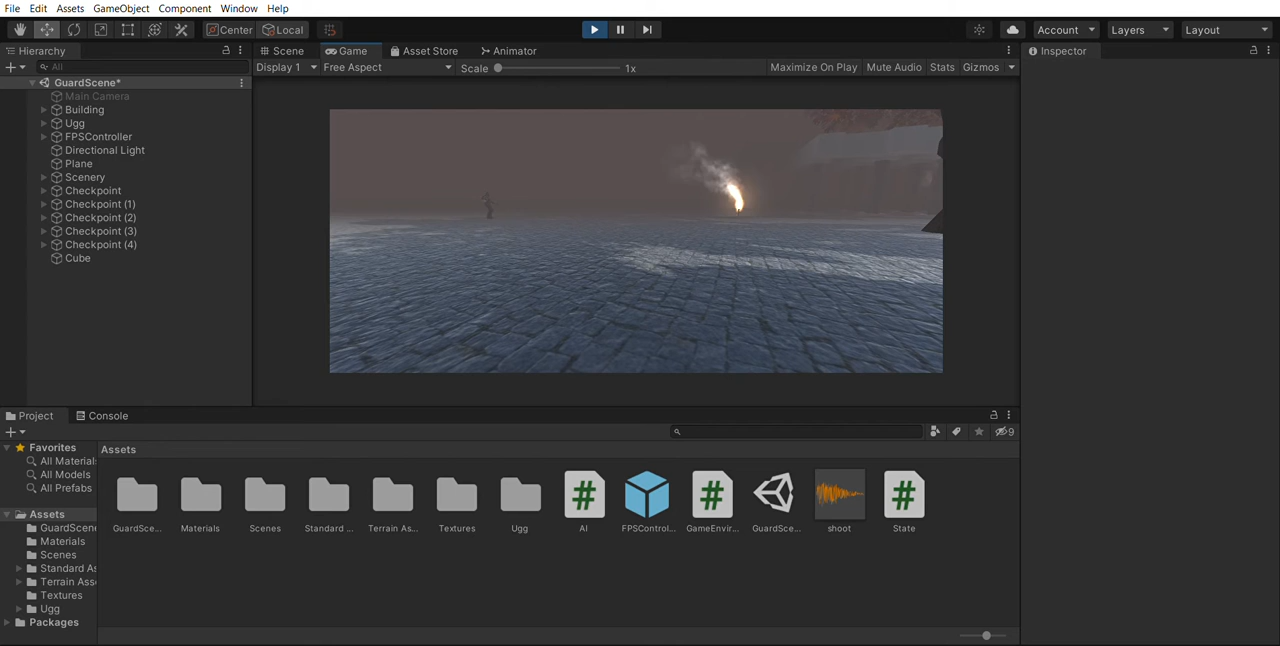 File Edit Assets GameObject Component Window Help
Center Local Account Layers Layout
Hierarchy Scene Game Asset Store Animator Inspector
All Display 1 Free Aspect Scale 1x Maximize On Play Mute Audio Stats Gizmos
GuardScene*
Main Camera
Building
Ugg
FPSController
Directional Light
Plane
Scenery
Checkpoint
Checkpoint (1)
Checkpoint (2)
Checkpoint (3)
Checkpoint (4)
Cube
Project Console
9
Favorites
All Materials
All Models
All Prefabs
Assets
GuardScene
Materials
Scenes
Standard As
Terrain Asse
Textures
Ugg
Packages
Assets
GuardSce... Materials Scenes Standard ... Terrain As... Textures Ugg AI FPSControl... GameEnvir... GuardSce... shoot State